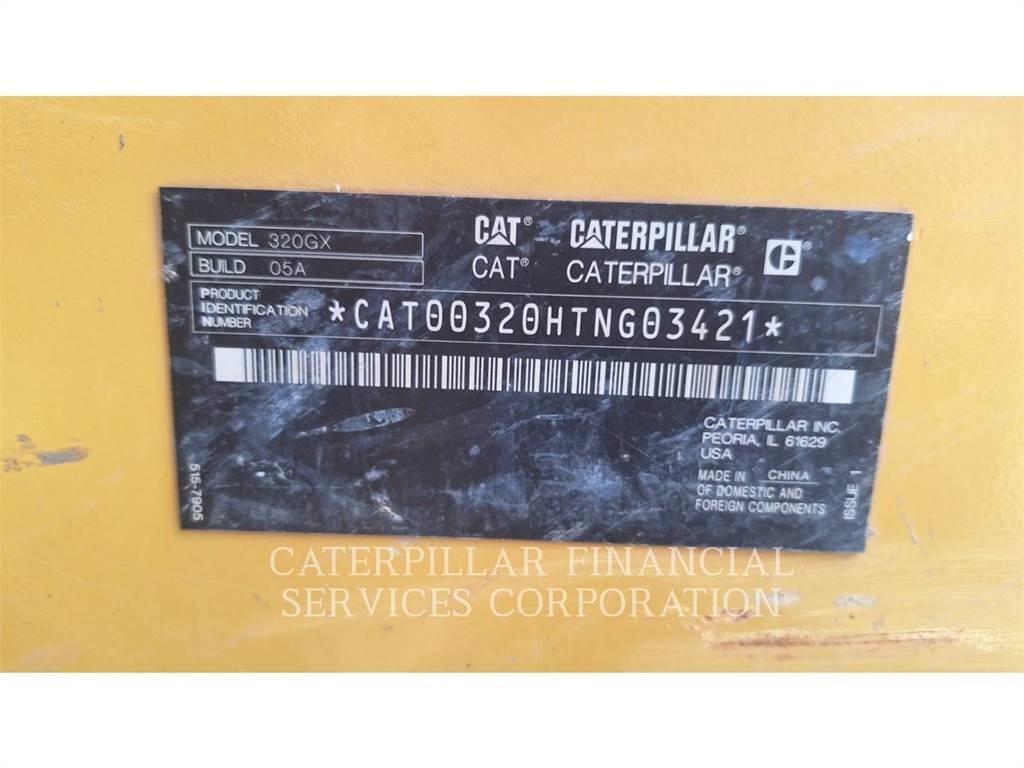 MODEL 320GX
BUILD 05A
CAT® CATERPILLAR®
CAT® CATERPILLAR®
PRODUCT
IDENTIFICATION
NUMBER
*CAT00320HTNG03421*
CATERPILLAR INC.
PEORIA, IL 61629
USA
MADE IN CHINA
OF DOMESTIC AND
FOREIGN COMPONENTS
515-7905
ISSUE 1
CATERPILLAR FINANCIAL
SERVICES CORPORATION